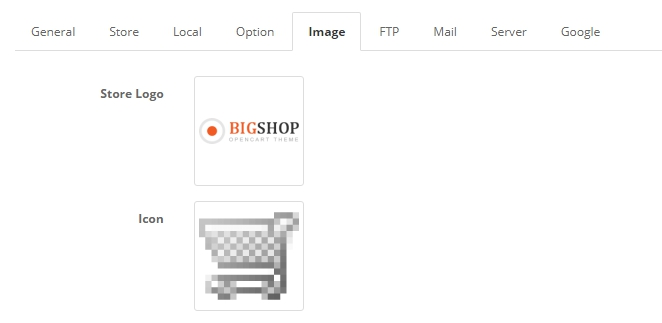 General Store Local Option Image FTP Mail Server Google
Store Logo
BIGSHOP
OPENCART THEME
Icon